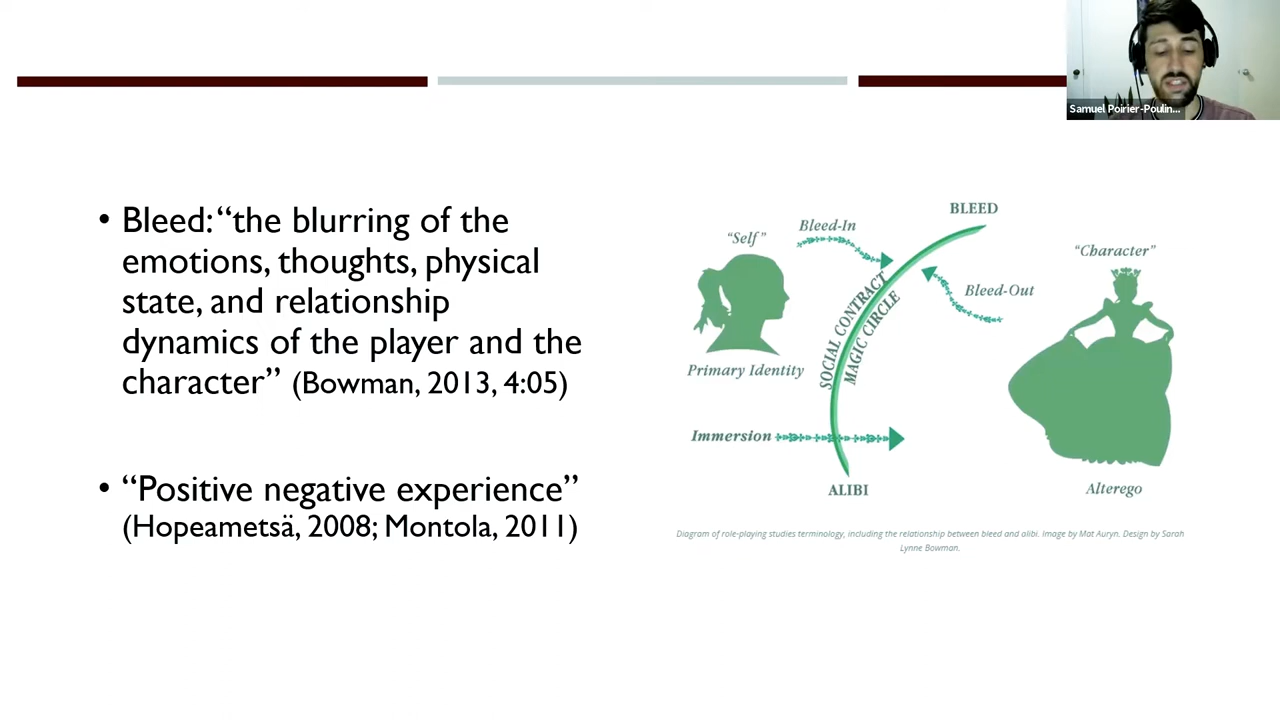 Samuel Poirier-Poulin...
• Bleed: “the blurring of the
emotions, thoughts, physical
state, and relationship
dynamics of the player and the
character” (Bowman, 2013, 4:05)
• “Positive negative experience”
(Hopeametsä, 2008; Montola, 2011)
BLEED
Bleed-In
“Self”
“Character”
Bleed-Out
SOCIAL CONTRACT
MAGIC CIRCLE
Primary Identity
Immersion
ALIBI
Alterego
Diagram of role-playing studies terminology, including the relationship between bleed and alibi. Image by Mat Auryn. Design by Sarah
Lynne Bowman.